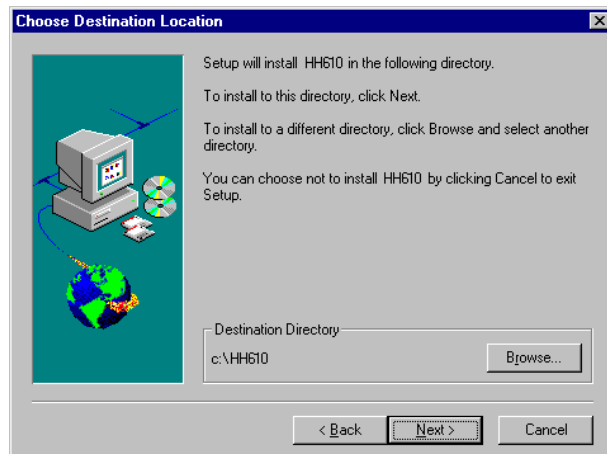 Choose Destination Location
Setup will install HH610 in the following directory.
To install to this directory, click Next.
To install to a different directory, click Browse and select another
directory.
You can choose not to install HH610 by clicking Cancel to exit
Setup.
Destination Directory
c:\HH610
Browse...
< Back
Next >
Cancel